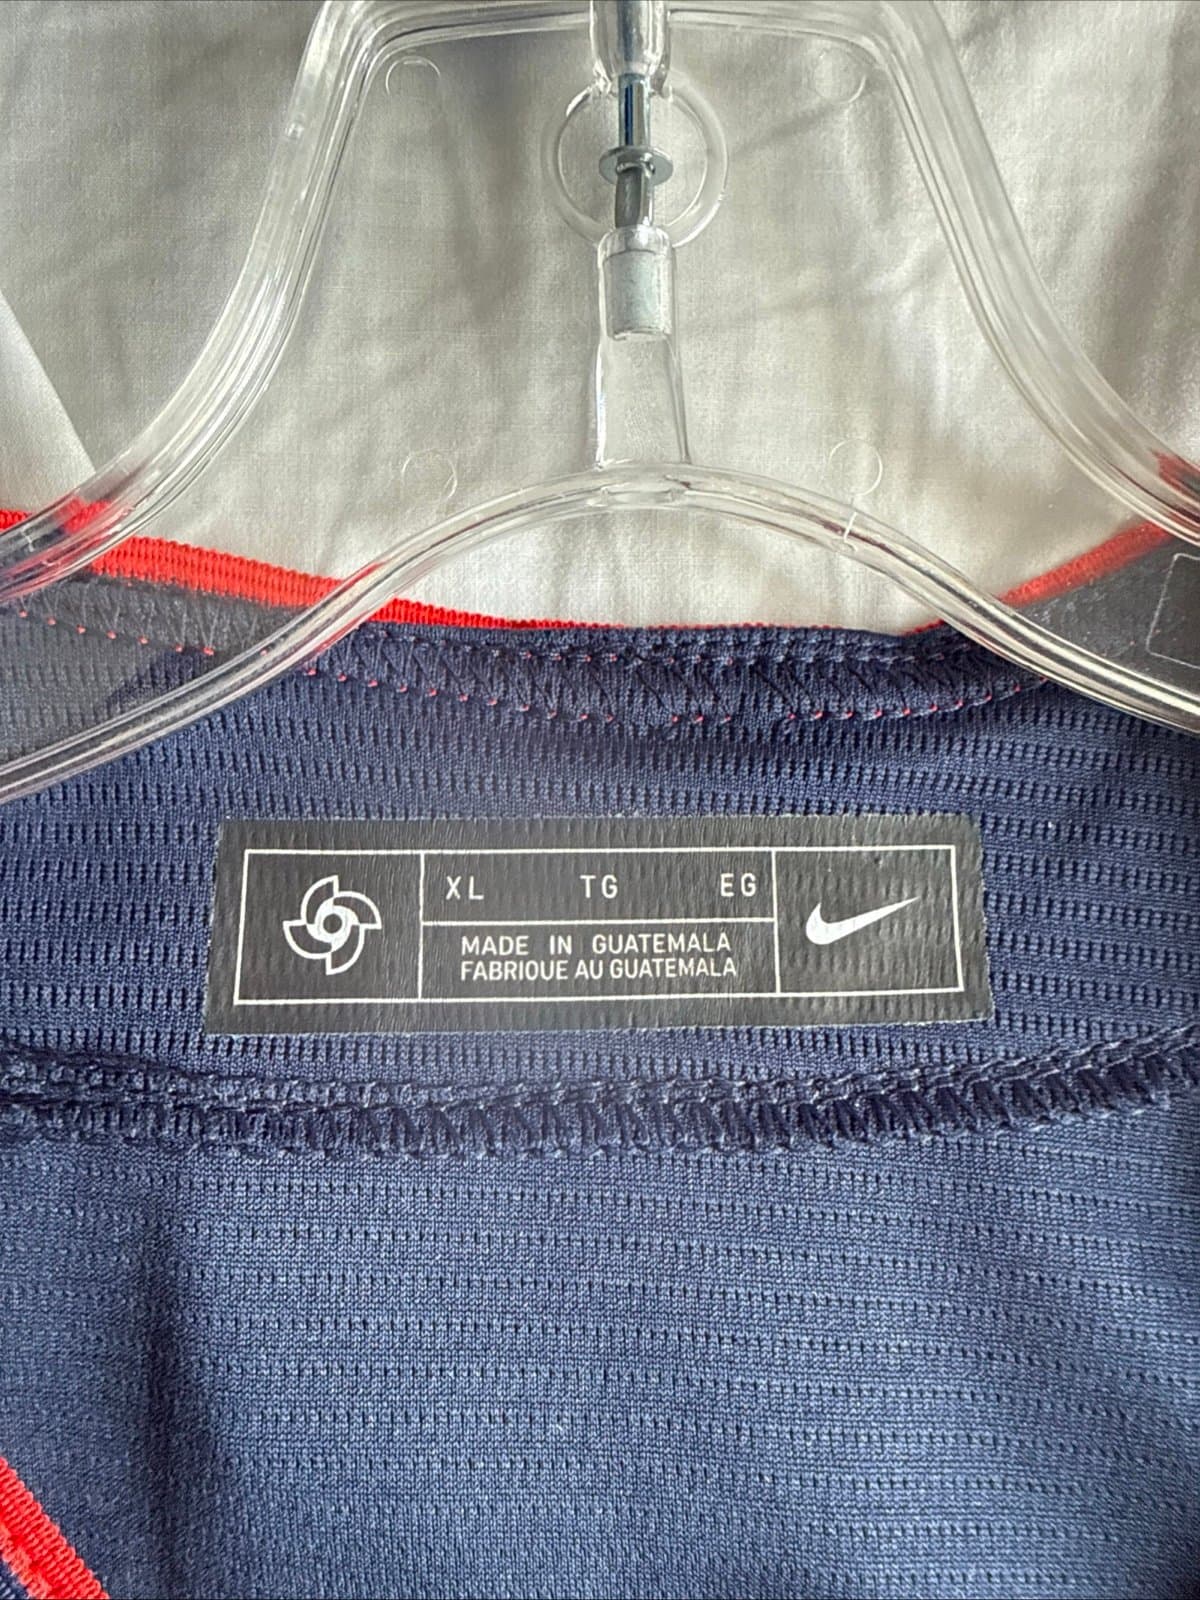 XL TG EG
MADE IN GUATEMALA
FABRIQUE AU GUATEMALA